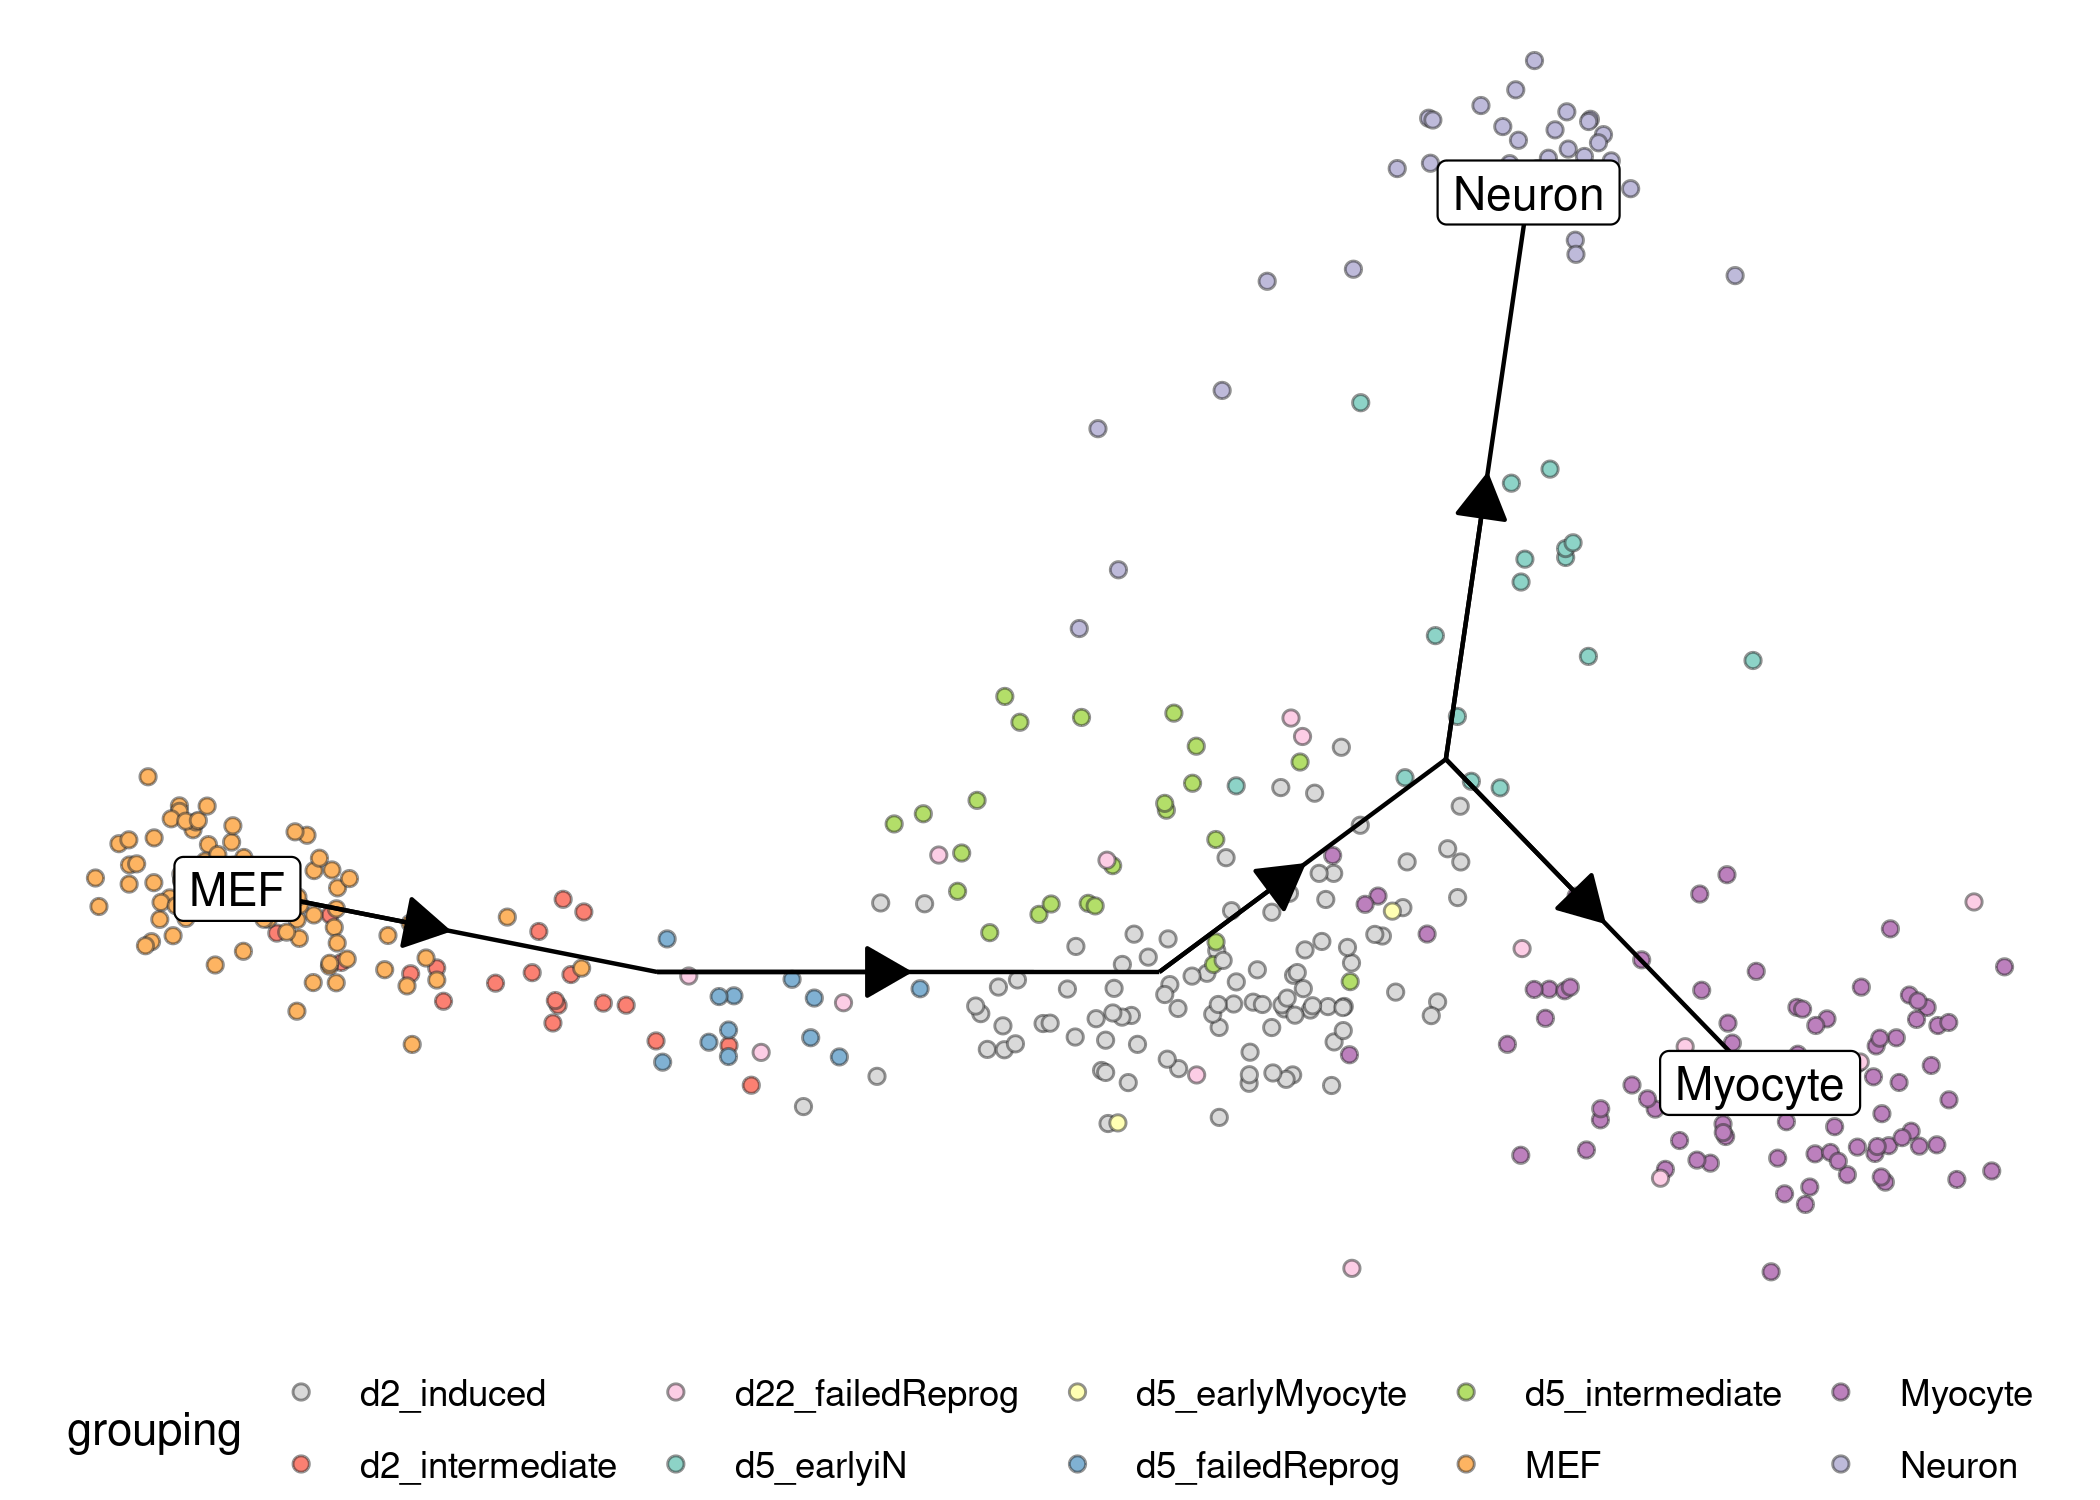 Neuron
MEF
Myocyte
grouping
d2_induced
d22_failedReprog
d5_earlyMyocyte
d5_intermediate
Myocyte
d2_intermediate
d5_earlyiN
d5_failedReprog
MEF
Neuron